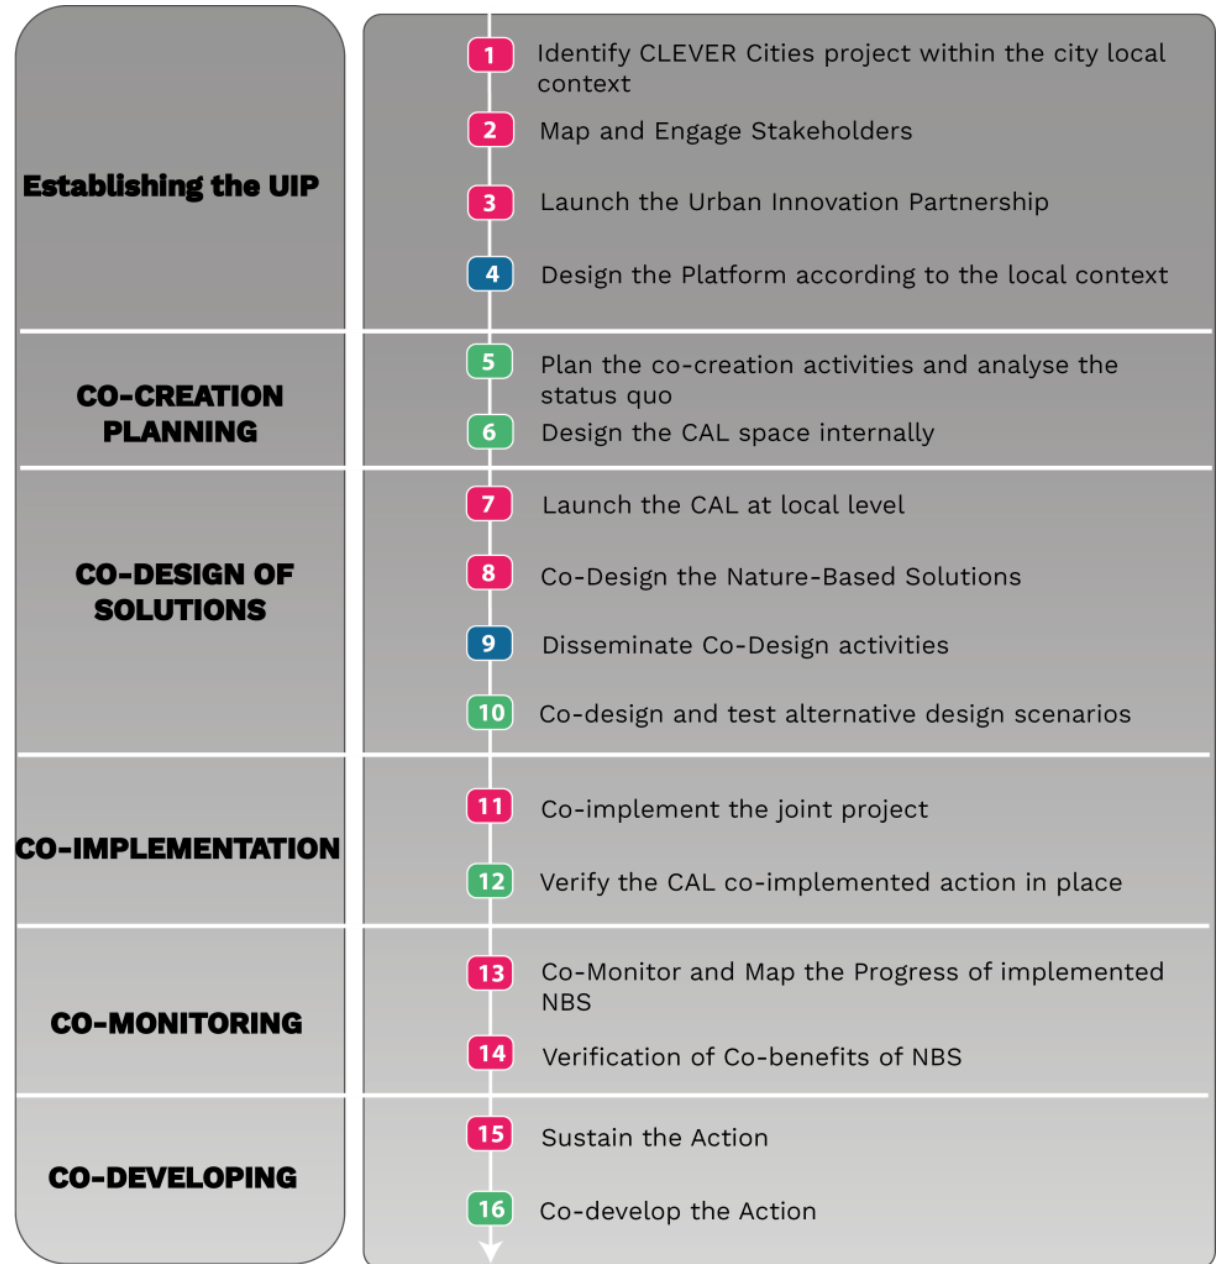 Establishing the UIP
1 Identify CLEVER Cities project within the city local
context
2 Map and Engage Stakeholders
3 Launch the Urban Innovation Partnership
4 Design the Platform according to the local context
CO-CREATION
PLANNING
5 Plan the co-creation activities and analyse the
status quo
6 Design the CAL space internally
CO-DESIGN OF
SOLUTIONS
7 Launch the CAL at local level
8 Co-Design the Nature-Based Solutions
9 Disseminate Co-Design activities
10 Co-design and test alternative design scenarios
CO-IMPLEMENTATION
11 Co-implement the joint project
12 Verify the CAL co-implemented action in place
CO-MONITORING
13 Co-Monitor and Map the Progress of implemented
NBS
14 Verification of Co-benefits of NBS
CO-DEVELOPING
15 Sustain the Action
16 Co-develop the Action